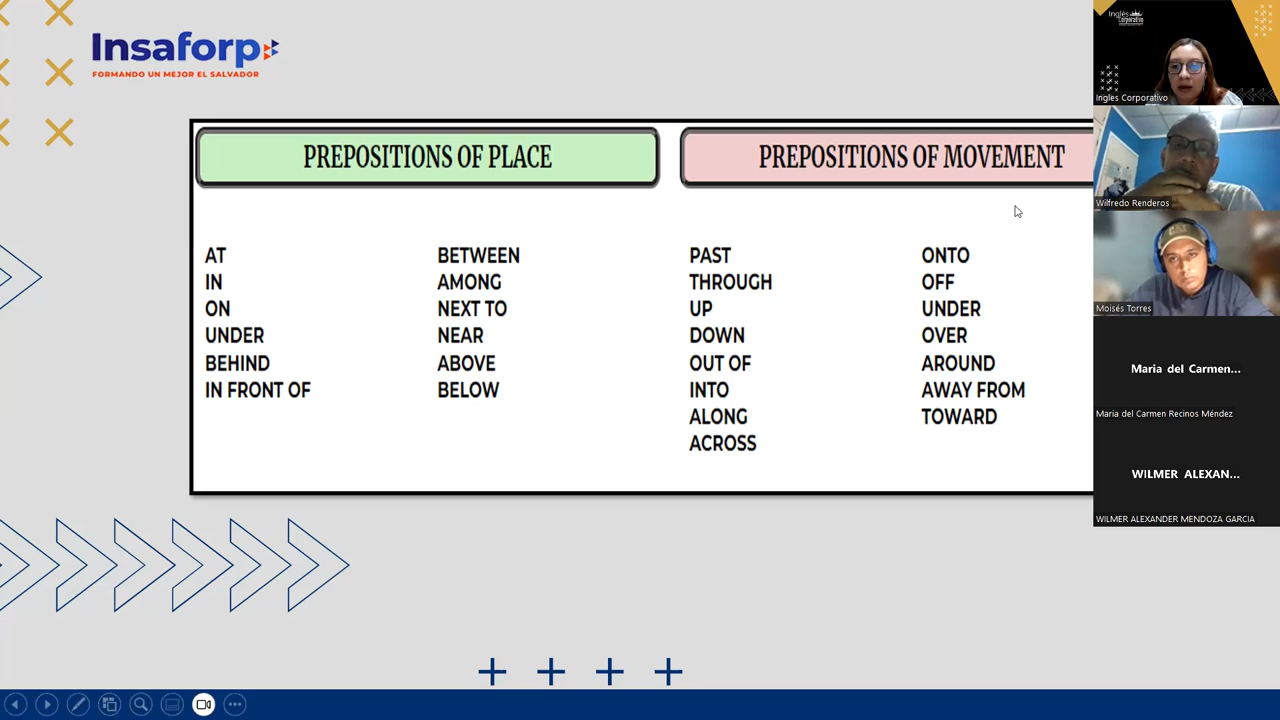 Insaforp
FORMANDO UN MEJOR EL SALVADOR
PREPOSITIONS OF PLACE
AT
IN
ON
UNDER
BEHIND
IN FRONT OF
BETWEEN
AMONG
NEXT TO
NEAR
ABOVE
BELOW
PREPOSITIONS OF MOVEMENT
PAST
THROUGH
UP
DOWN
OUT OF
INTO
ALONG
ACROSS
ONTO
OFF
UNDER
OVER
AROUND
AWAY FROM
TOWARD
Inglés
Corporativo
Ingles Corporativo
Wilfredo Renderos
Moisés Torres
Maria del Carmen...
Maria del Carmen Recinos Méndez
WILMER ALEXAN...
WILMER ALEXANDER MENDOZA GARCIA